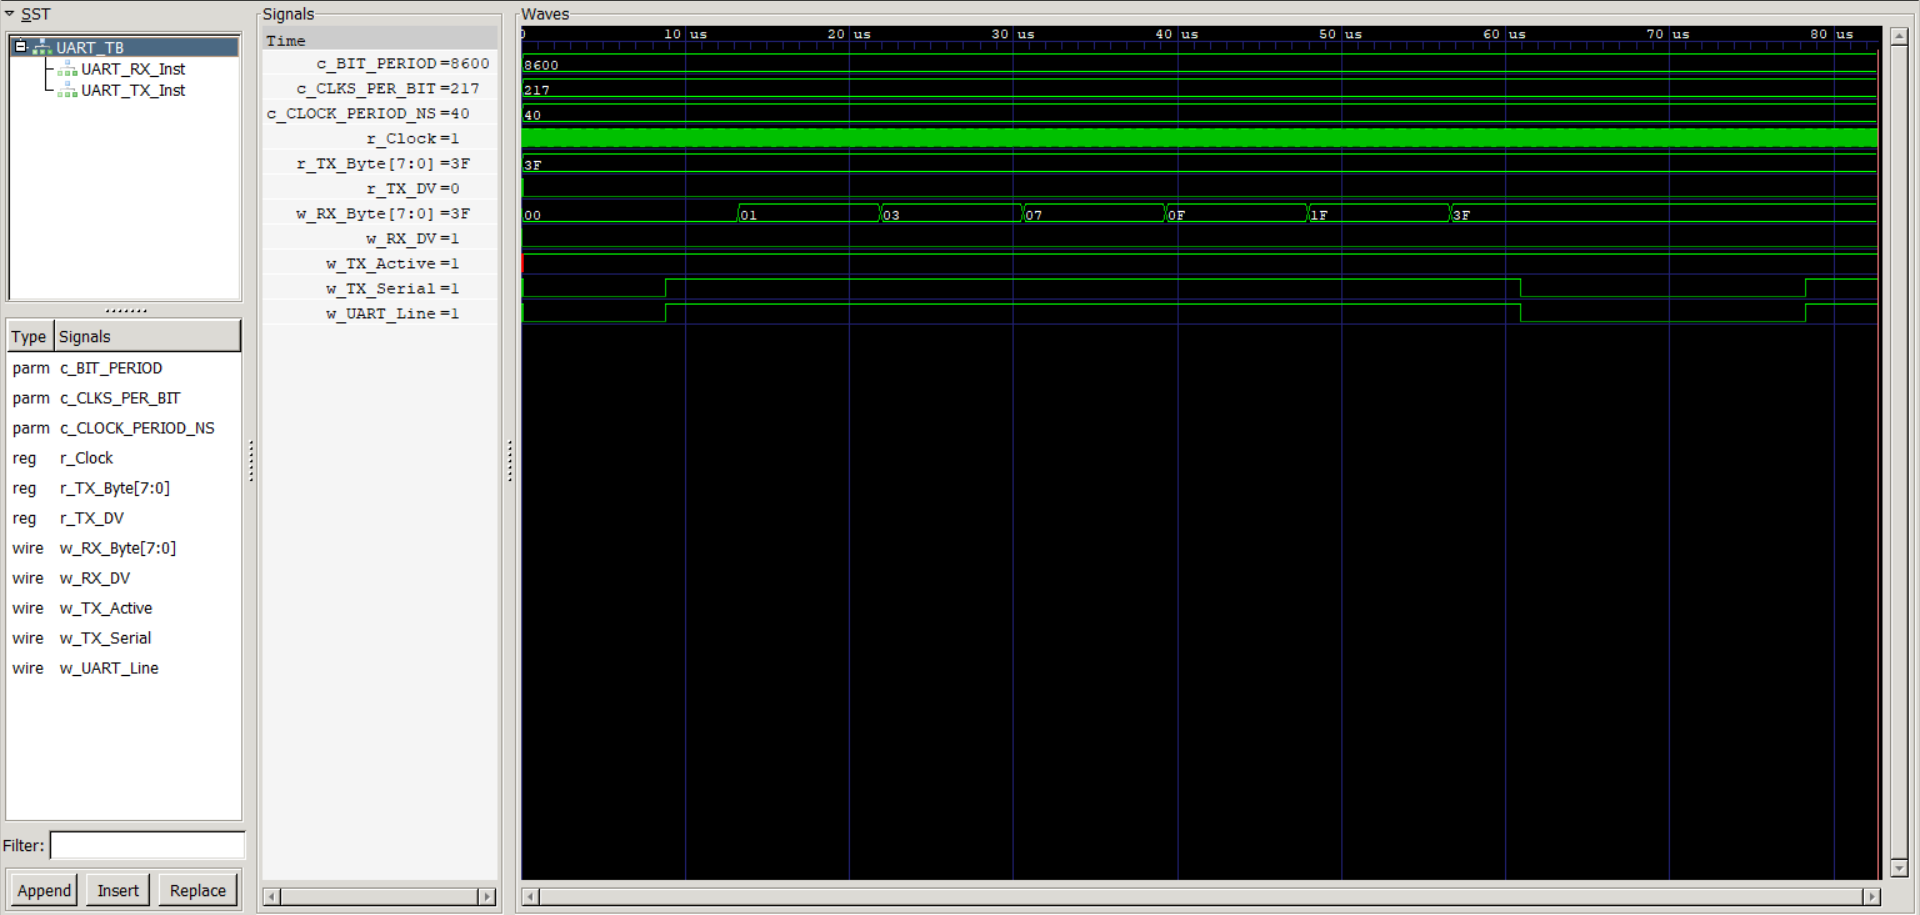 SST
UART_TB
UART_RX_Inst
UART_TX_Inst
Type Signals
parm c_BIT_PERIOD
parm c_CLKS_PER_BIT
parm c_CLOCK_PERIOD_NS
reg r_Clock
reg r_TX_Byte[7:0]
reg r_TX_DV
wire w_RX_Byte[7:0]
wire w_RX_DV
wire w_TX_Active
wire w_TX_Serial
wire w_UART_Line
Filter:
Append Insert Replace
Signals
Time
c_BIT_PERIOD=8600
c_CLKS_PER_BIT=217
c_CLOCK_PERIOD_NS=40
r_Clock=1
r_TX_Byte[7:0]=3F
r_TX_DV=0
w_RX_Byte[7:0]=3F
w_RX_DV=1
w_TX_Active=1
w_TX_Serial=1
w_UART_Line=1
Waves
0 10 us 20 us 30 us 40 us 50 us 60 us 70 us 80 us
8600
217
40
3F
00 01 03 07 0F 1F 3F